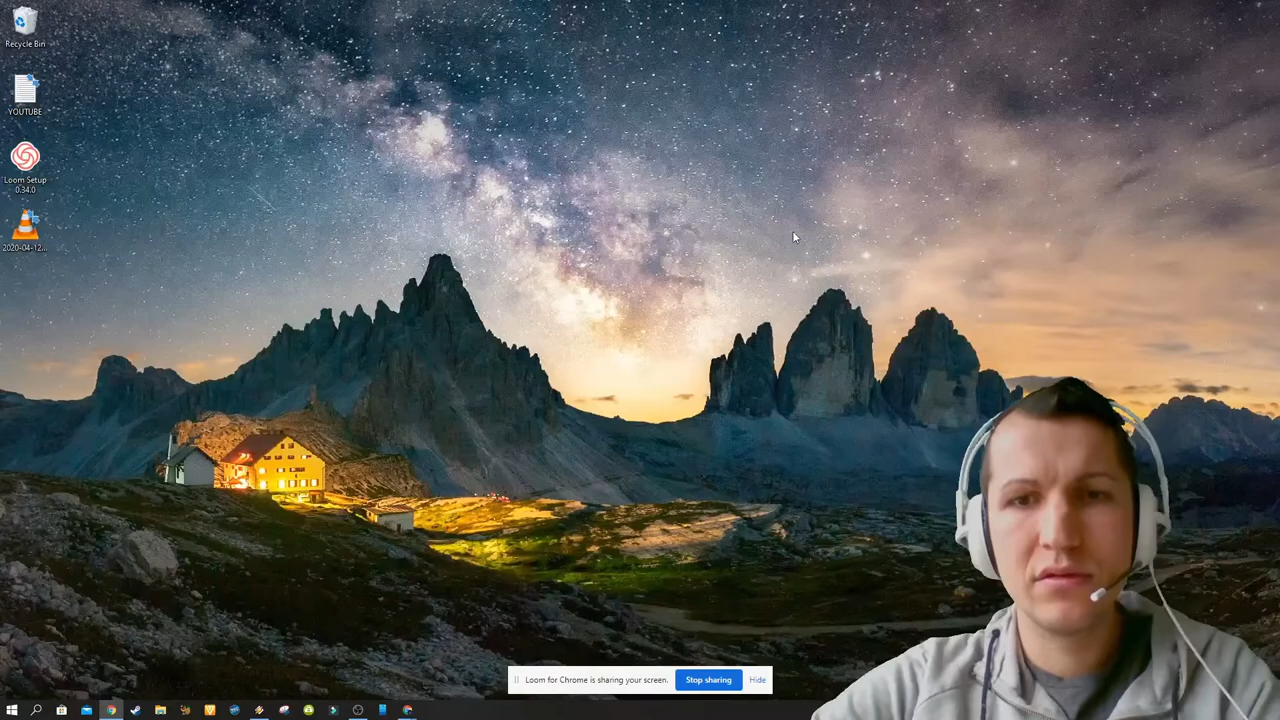 Recycle Bin
YOUTUBE
Loom Setup
0.34.0
2020-04-12...
Loom for Chrome is sharing your screen.
Stop sharing
Hide